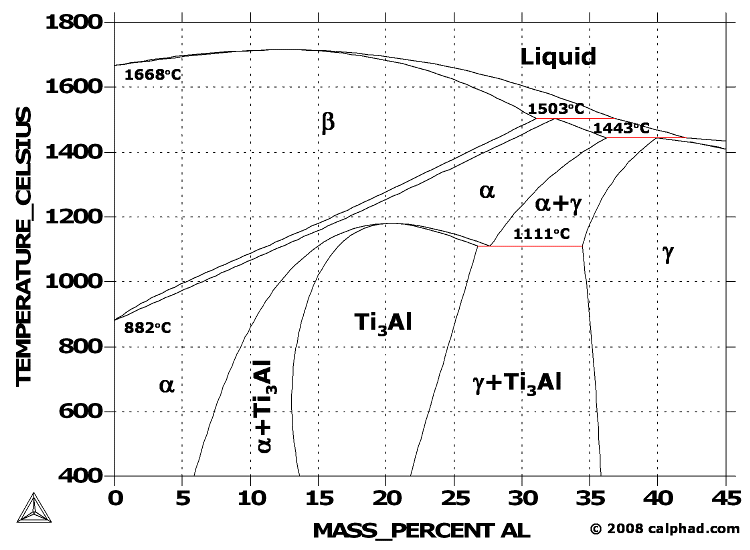 1800
1600
1400
1200
1000
800
600
400
TEMPERATURE_CELSIUS
1668°C
Liquid
1503°C
1443°C
β
α
α+γ
1111°C
γ
882°C
Ti₃Al
α
α+Ti₃Al
γ+Ti₃Al
0 5 10 15 20 25 30 35 40 45
MASS_PERCENT AL
© 2008 calphad.com